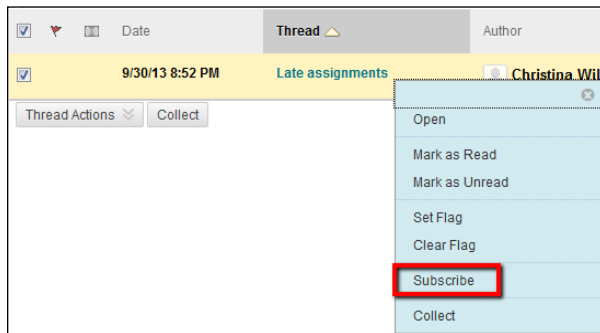 Date Thread Author
9/30/13 8:52 PM Late assignments Christina Wil
Thread Actions Collect
Open
Mark as Read
Mark as Unread
Set Flag
Clear Flag
Subscribe
Collect